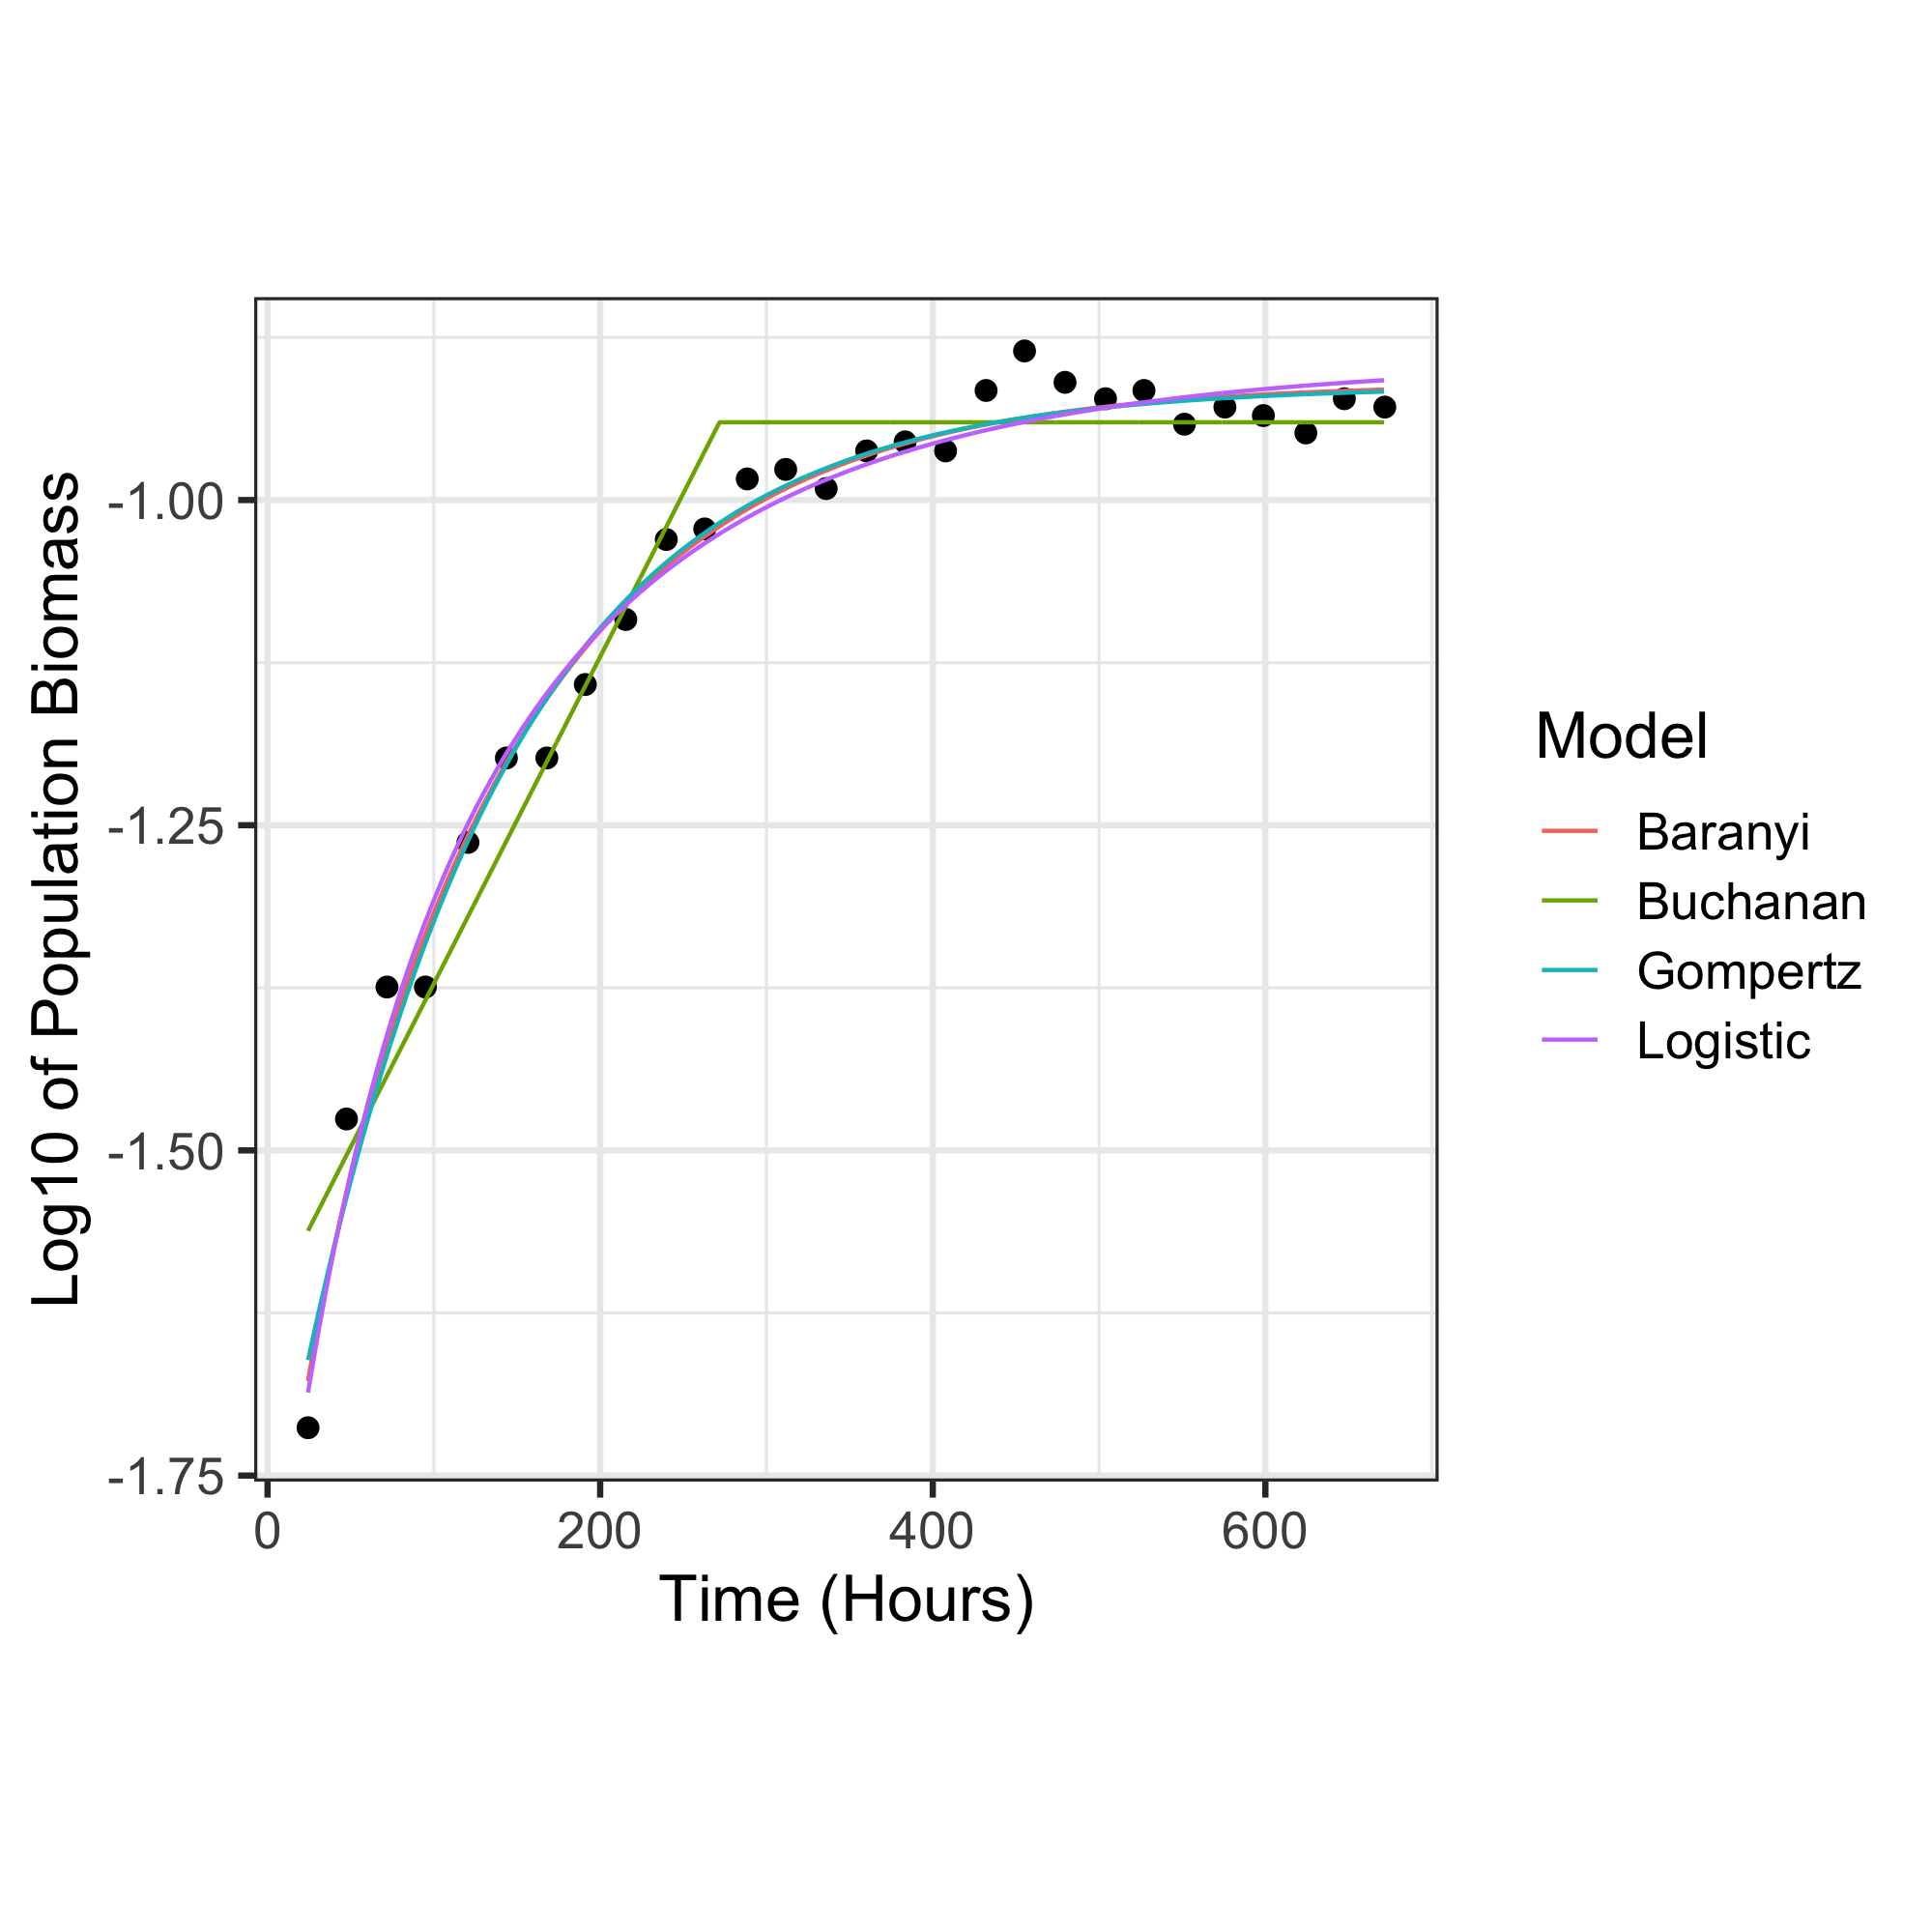 Log10 of Population Biomass
-1.00
-1.25
-1.50
-1.75
0 200 400 600
Time (Hours)
Model
Baranyi
Buchanan
Gompertz
Logistic